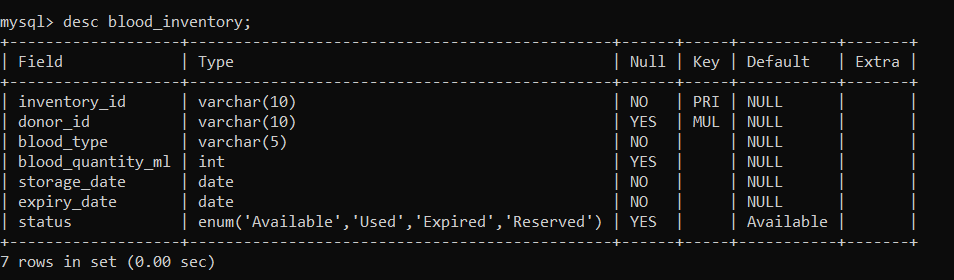 mysql> desc blood_inventory;
+-------------------+-----------------------------------------------+------+-----+-----------+-------+
| Field             | Type                                          | Null | Key | Default   | Extra |
+-------------------+-----------------------------------------------+------+-----+-----------+-------+
| inventory_id      | varchar(10)                                   | NO   | PRI | NULL      |       |
| donor_id          | varchar(10)                                   | YES  | MUL | NULL      |       |
| blood_type        | varchar(5)                                    | NO   |     | NULL      |       |
| blood_quantity_ml | int                                           | YES  |     | NULL      |       |
| storage_date      | date                                          | NO   |     | NULL      |       |
| expiry_date       | date                                          | NO   |     | NULL      |       |
| status            | enum('Available','Used','Expired','Reserved') | YES  |     | Available |       |
+-------------------+-----------------------------------------------+------+-----+-----------+-------+
7 rows in set (0.00 sec)